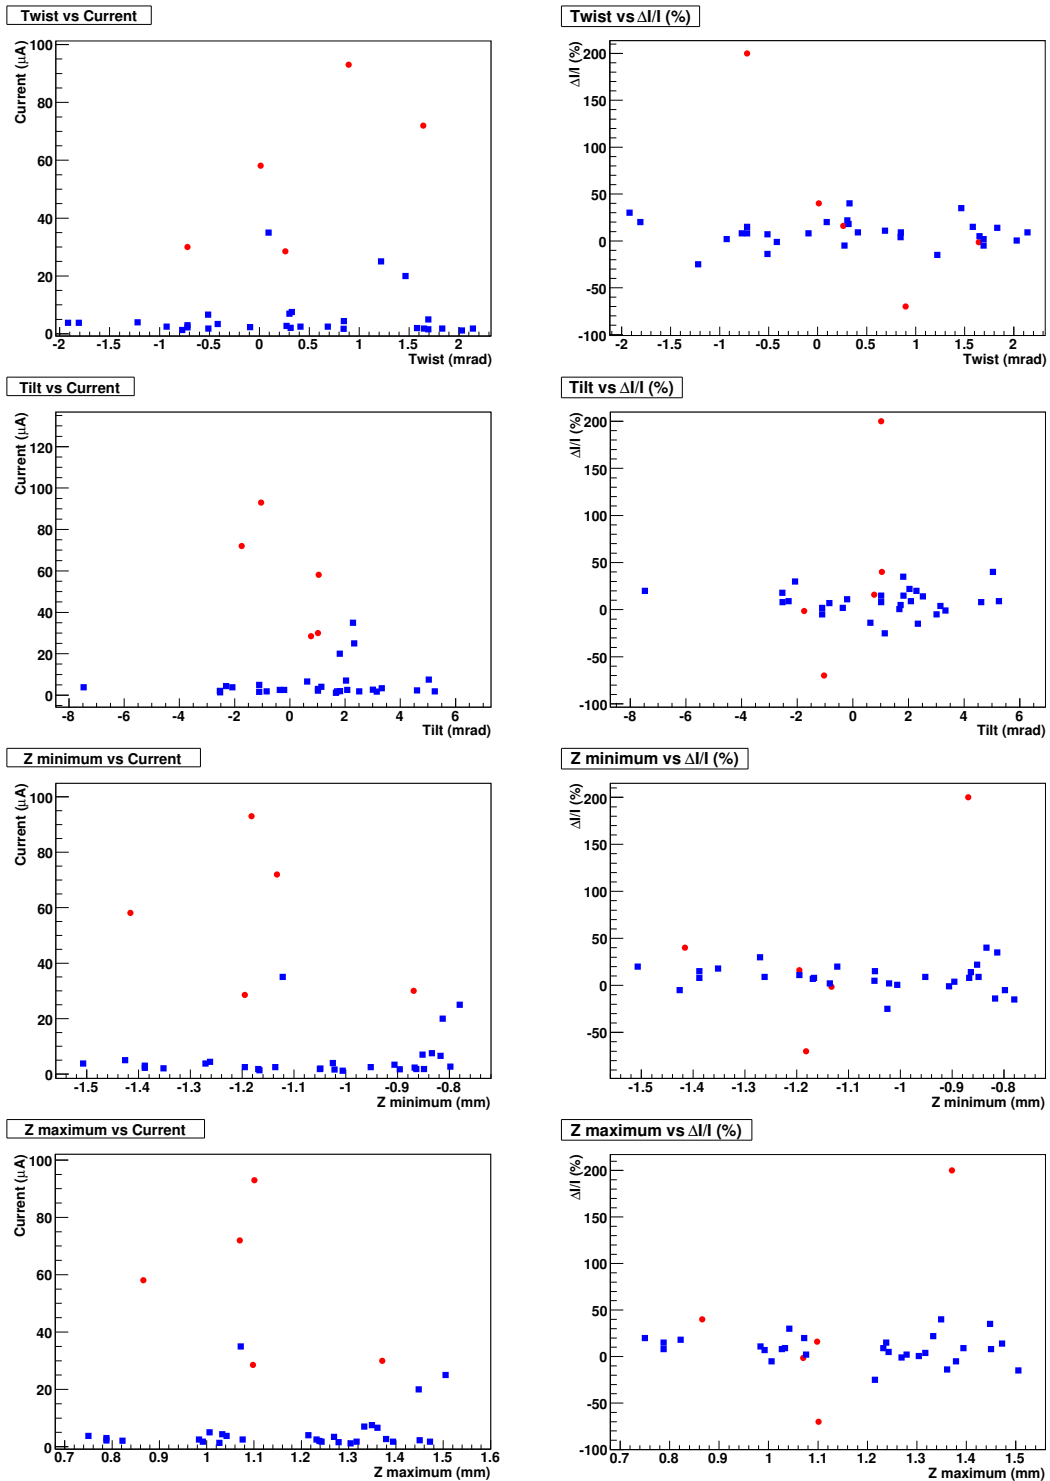 Twist vs Current
Current (μA)
100
80
60
40
20
0
-2 -1.5 -1 -0.5 0 0.5 1 1.5 2
Twist (mrad)
Twist vs ΔI/I (%)
ΔI/I (%)
200
150
100
50
0
-50
-100
-2 -1.5 -1 -0.5 0 0.5 1 1.5 2
Twist (mrad)
Tilt vs Current
Current (μA)
120
100
80
60
40
20
0
-8 -6 -4 -2 0 2 4 6
Tilt (mrad)
Tilt vs ΔI/I (%)
ΔI/I (%)
200
150
100
50
0
-50
-100
-8 -6 -4 -2 0 2 4 6
Tilt (mrad)
Z minimum vs Current
Current (μA)
100
80
60
40
20
0
-1.5 -1.4 -1.3 -1.2 -1.1 -1 -0.9 -0.8
Z minimum (mm)
Z minimum vs ΔI/I (%)
ΔI/I (%)
200
150
100
50
0
-50
-1.5 -1.4 -1.3 -1.2 -1.1 -1 -0.9 -0.8
Z minimum (mm)
Z maximum vs Current
Current (μA)
100
80
60
40
20
0
0.7 0.8 0.9 1 1.1 1.2 1.3 1.4 1.5 1.6
Z maximum (mm)
Z maximum vs ΔI/I (%)
ΔI/I (%)
200
150
100
50
0
-50
-100
0.7 0.8 0.9 1 1.1 1.2 1.3 1.4 1.5
Z maximum (mm)